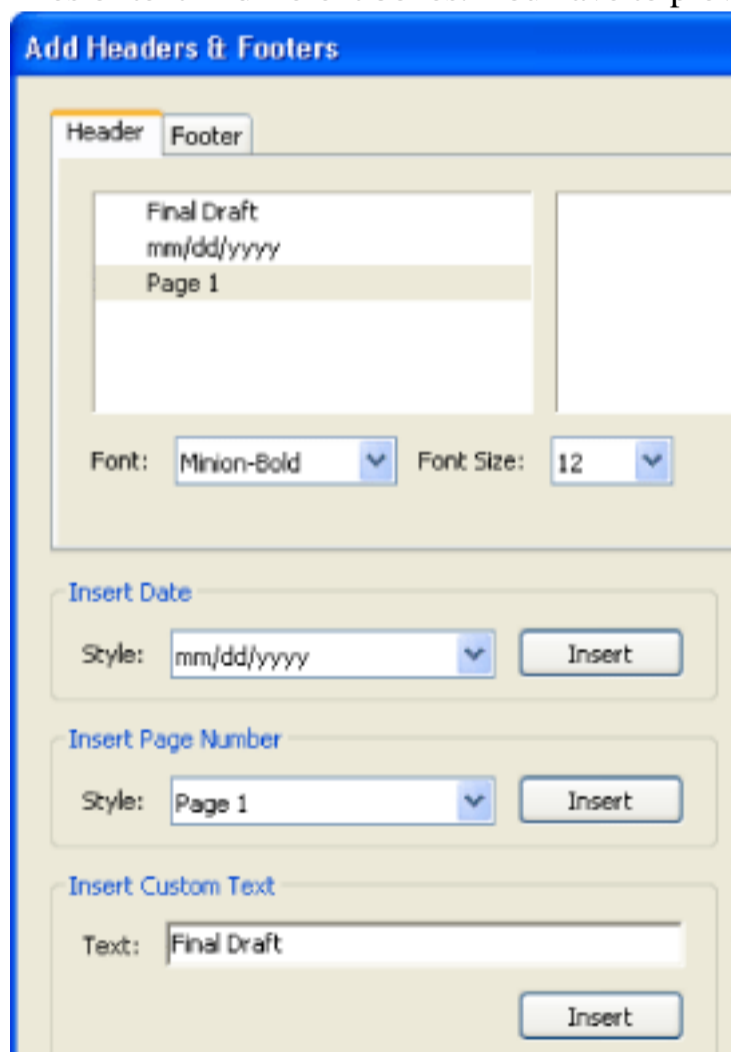 Add Headers & Footers
Header Footer
Final Draft
mm/dd/yyyy
Page 1
Font: Minion-Bold Font Size: 12
Insert Date
Style: mm/dd/yyyy Insert
Insert Page Number
Style: Page 1 Insert
Insert Custom Text
Text: Final Draft
Insert